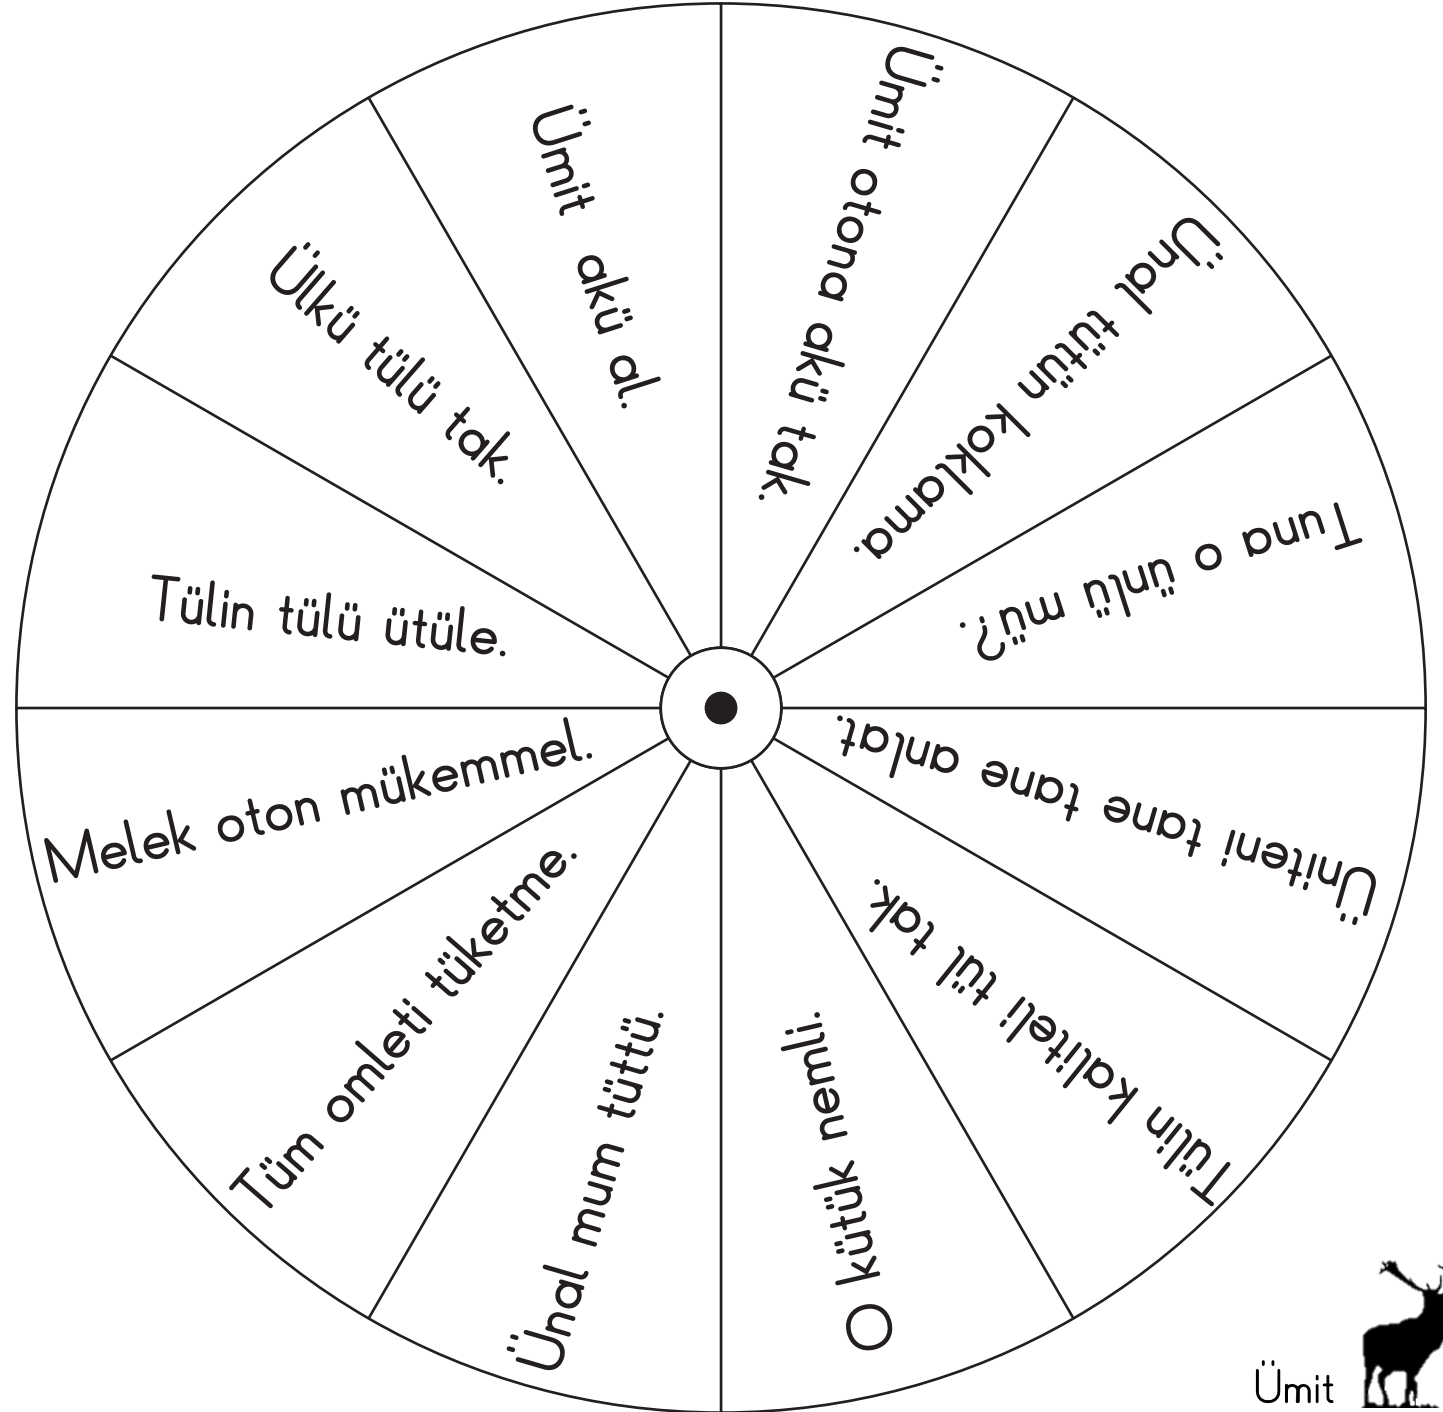 Ümit otona akü tak.
Ünal tütün koklama.
Tuna o ünlü mü?.
Üniteni tane tane anlat.
Tülin kaliteli tül tak.
O kütük nemli.
Ünal mum tüttü.
Tüm omleti tüketme.
Melek oton mükemmel.
Tülin tülü ütüle.
Ülkü tülü tak.
Ümit akü al.
Ümit